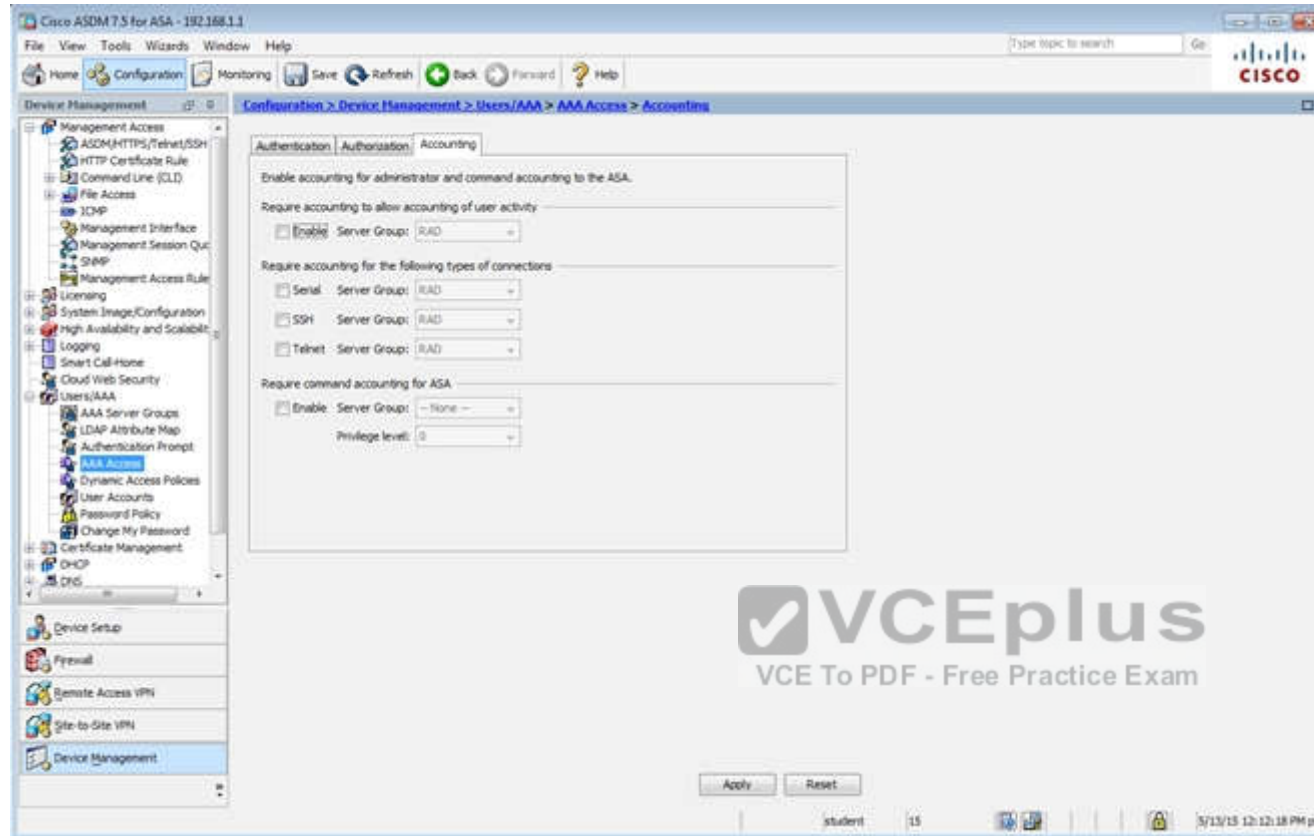 Cisco ASDM 7.5 for ASA - 192.168.1.1
File View Tools Wizards Window Help
Type topic to search Go
CISCO
Home Configuration Monitoring Save Refresh Back Forward Help
Device Management
Configuration > Device Management > Users/AAA > AAA Access > Accounting
Management Access
ASDM/HTTPS/Telnet/SSH
HTTP Certificate Rule
Command Line (CLI)
File Access
ICMP
Management Interface
Management Session Quo
SNMP
Management Access Rule
Licensing
System Image/Configuration
High Availability and Scalabilit
Logging
Smart Call-Home
Cloud Web Security
Users/AAA
AAA Server Groups
LDAP Attribute Map
Authentication Prompt
AAA Access
Dynamic Access Policies
User Accounts
Password Policy
Change My Password
Certificate Management
DHCP
DNS
Device Setup
Firewall
Remote Access VPN
Site-to-Site VPN
Device Management
Authentication Authorization Accounting
Enable accounting for administrator and command accounting to the ASA.
Require accounting to allow accounting of user activity
Enable Server Group: RAD
Require accounting for the following types of connections
Serial Server Group: RAD
SSH Server Group: RAD
Telnet Server Group: RAD
Require command accounting for ASA
Enable Server Group: -- None --
Privilege level: 0
VCEplus
VCE To PDF - Free Practice Exam
Apply Reset
student 15 5/13/15 12:12:18 PM